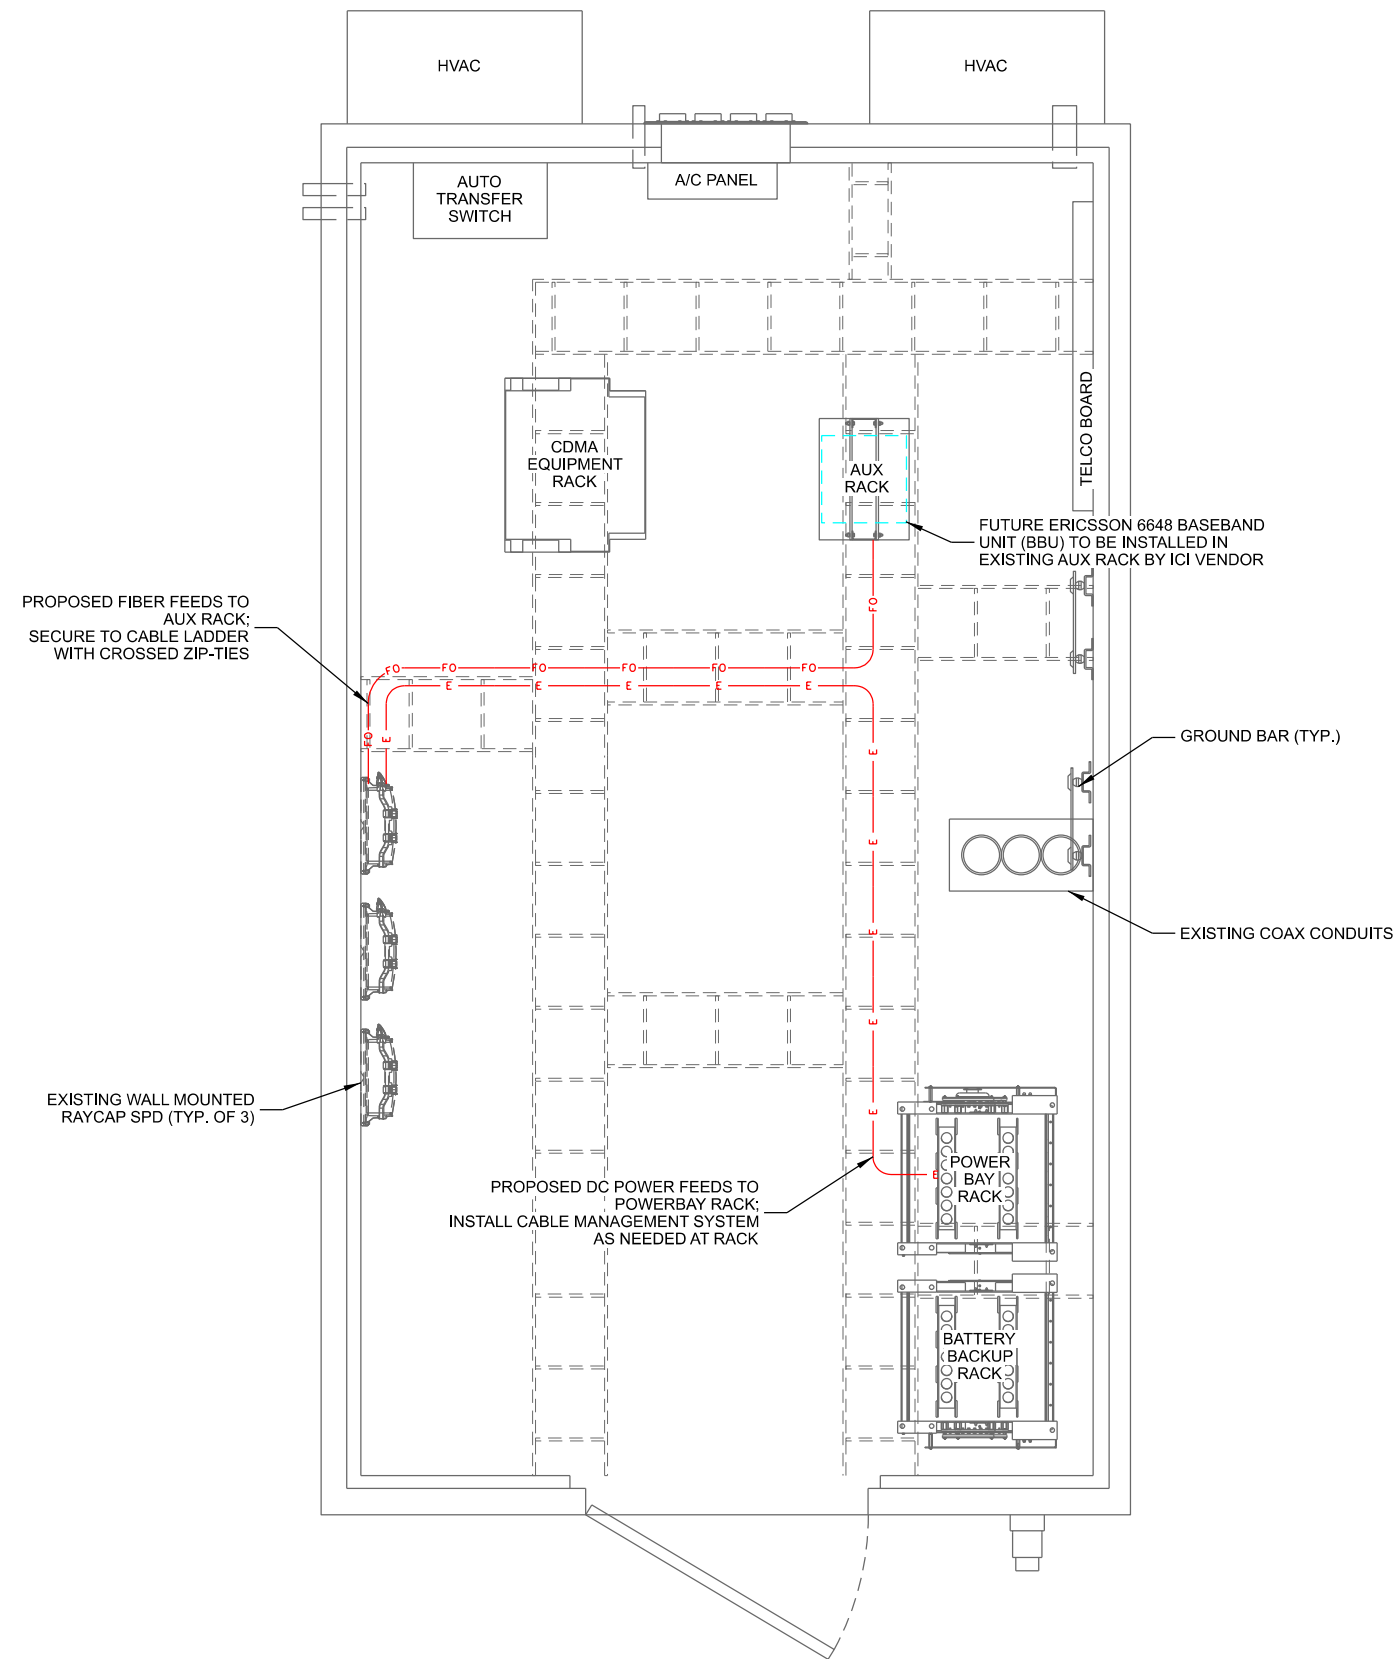 HVAC
HVAC
AUTO
TRANSFER
SWITCH
A/C PANEL
TELCO BOARD
CDMA
EQUIPMENT
RACK
AUX
RACK
FUTURE ERICSSON 6648 BASEBAND
UNIT (BBU) TO BE INSTALLED IN
EXISTING AUX RACK BY ICI VENDOR
PROPOSED FIBER FEEDS TO
AUX RACK;
SECURE TO CABLE LADDER
WITH CROSSED ZIP-TIES
FO
FO
FO
FO
FO
FO
FO
FO
E
E
E
E
E
E
E
E
E
E
E
E
GROUND BAR (TYP.)
EXISTING COAX CONDUITS
EXISTING WALL MOUNTED
RAYCAP SPD (TYP. OF 3)
PROPOSED DC POWER FEEDS TO
POWERBAY RACK;
INSTALL CABLE MANAGEMENT SYSTEM
AS NEEDED AT RACK
POWER
BAY
RACK
BATTERY
BACKUP
RACK